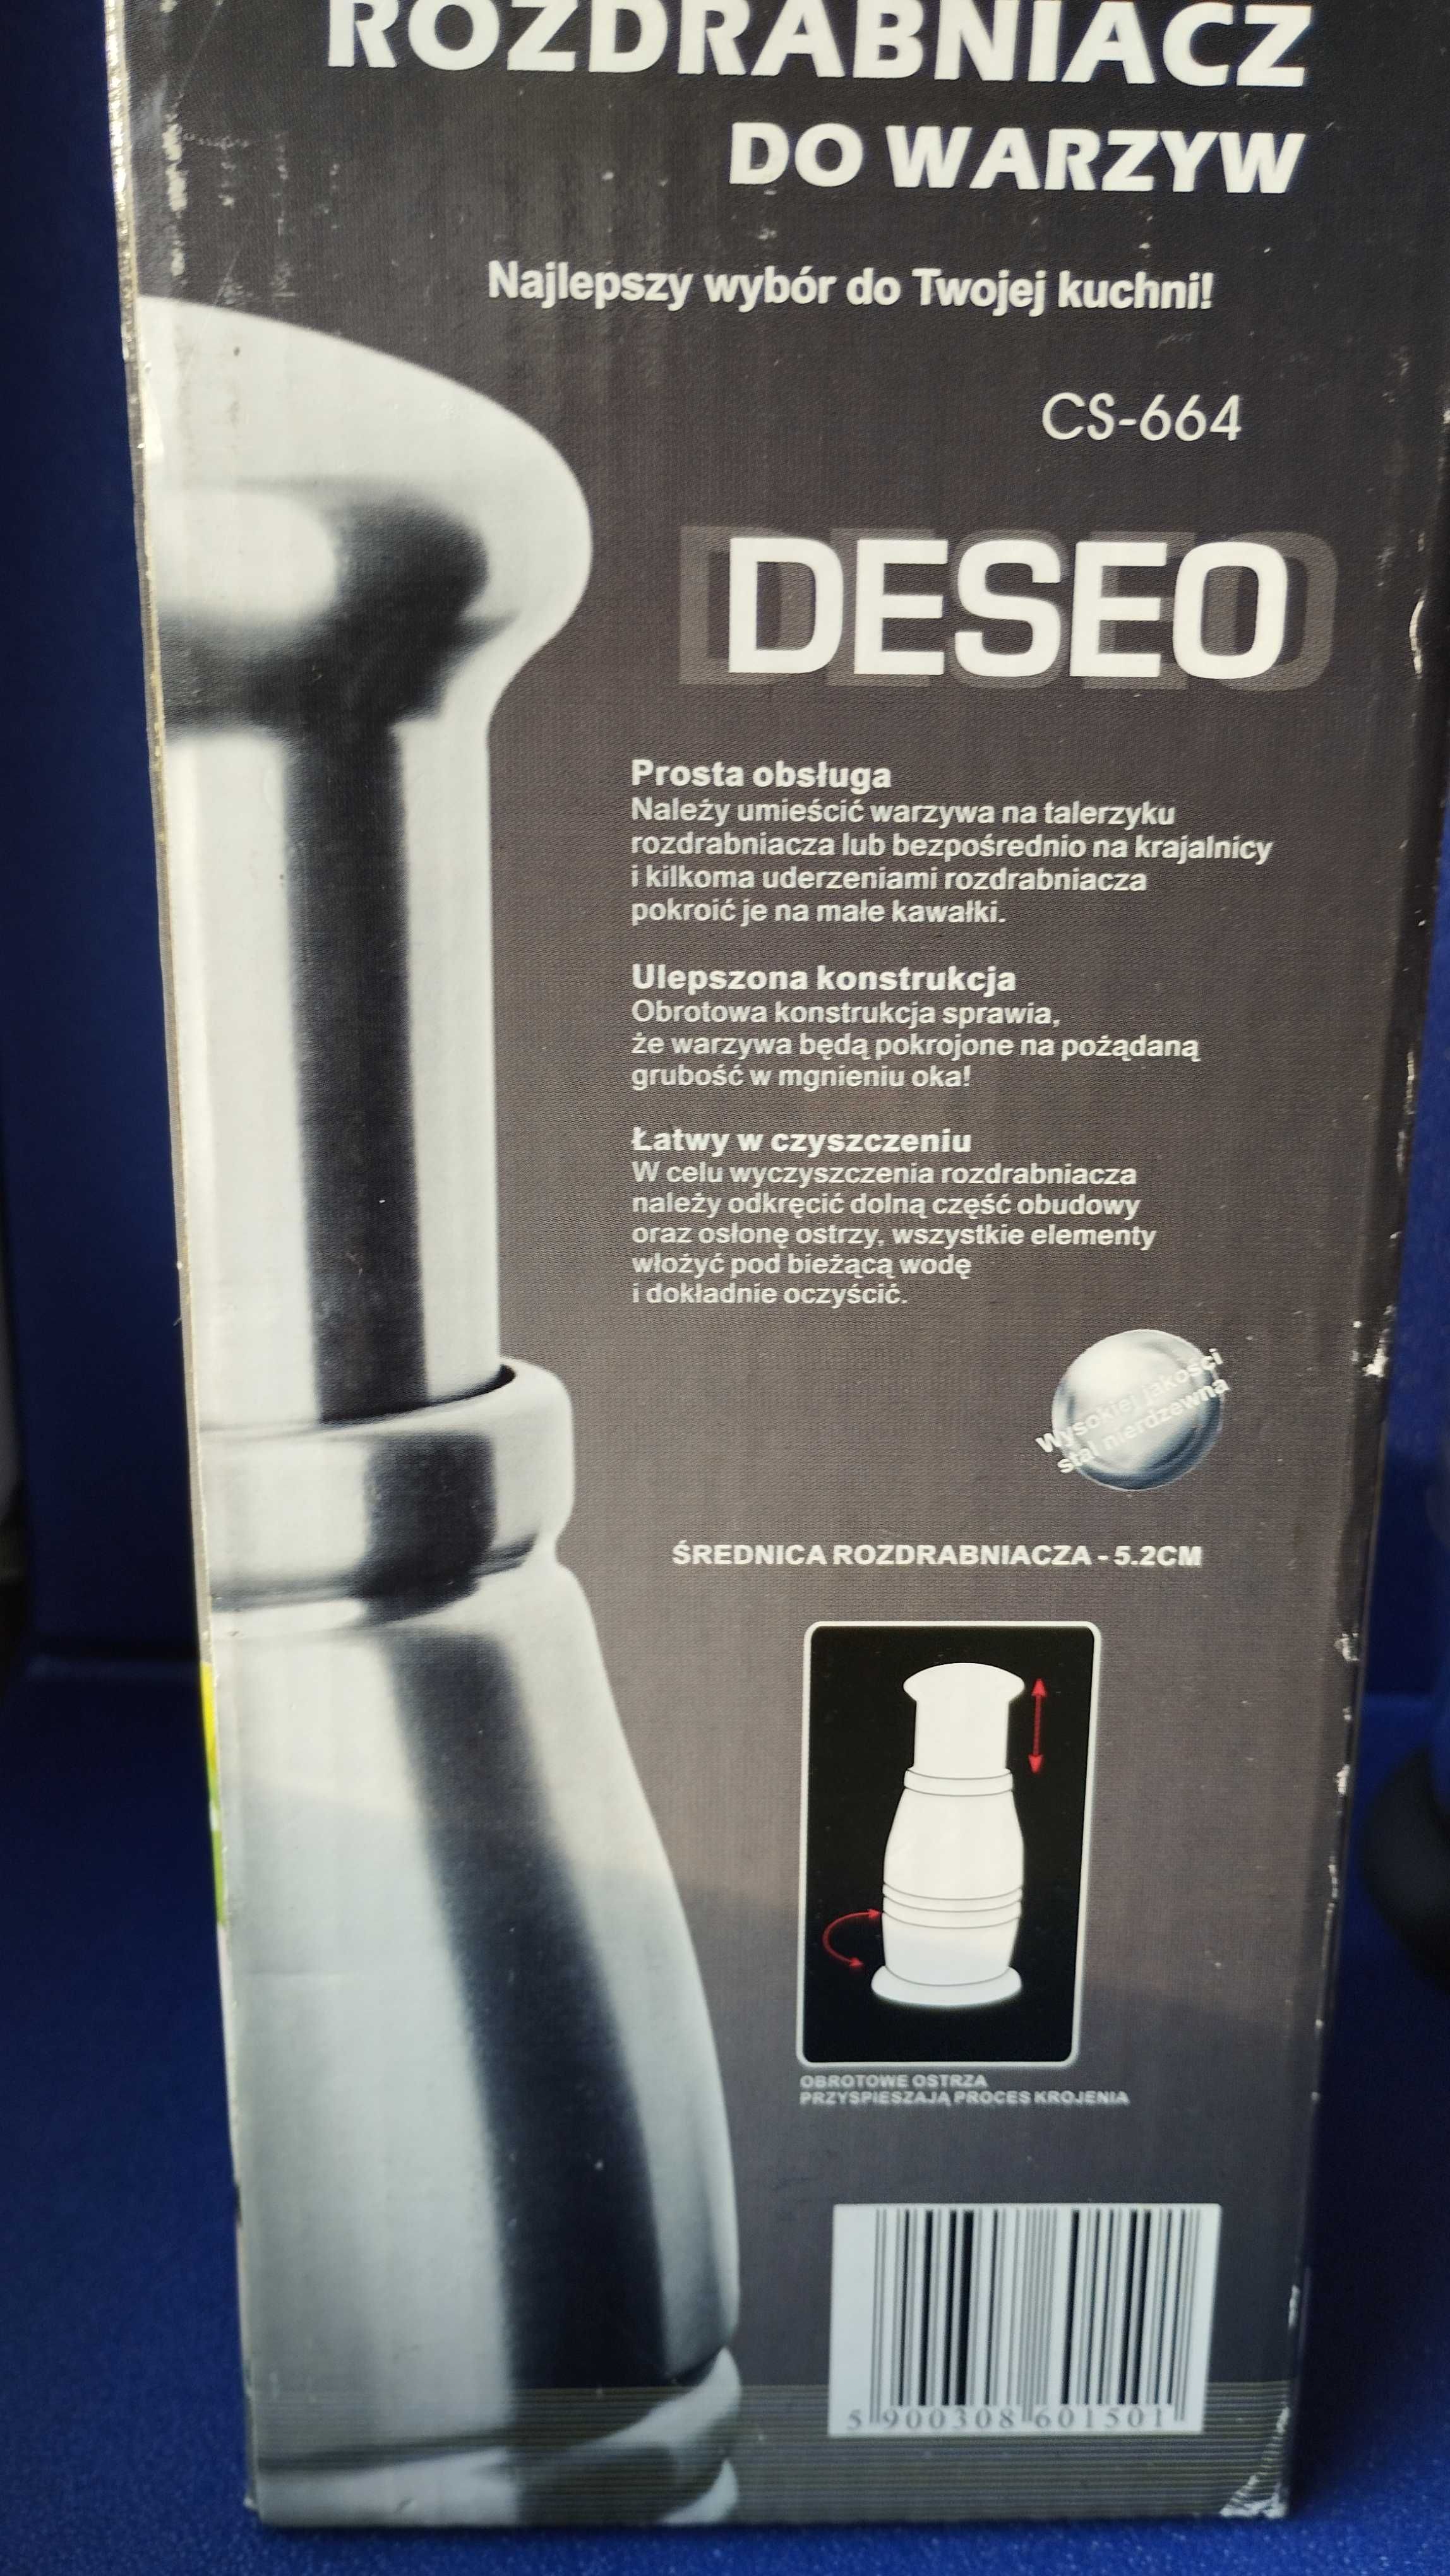 ROZDRABNIACZ
DO WARZYW
Najlepszy wybór do Twojej kuchni!
CS-664
DESEO
Prosta obsługa
Należy umieścić warzywa na talerzyku
rozdrabniacza lub bezpośrednio na krajalnicy
i kilkoma uderzeniami rozdrabniacza
pokroić je na małe kawałki.
Ulepszona konstrukcja
Obrotowa konstrukcja sprawia,
że warzywa będą pokrojone na pożądaną
grubość w mgnieniu oka!
Łatwy w czyszczeniu
W celu wyczyszczenia rozdrabniacza
należy odkręcić dolną część obudowy
oraz osłonę ostrzy, wszystkie elementy
włożyć pod bieżącą wodę
i dokładnie oczyścić.
Wysokiej jakości
stal nierdzewna
ŚREDNICA ROZDRABNIACZA - 5.2CM
OBROTOWE OSTRZA
PRZYSPIESZAJĄ PROCES KROJENIA
5 900308 601501